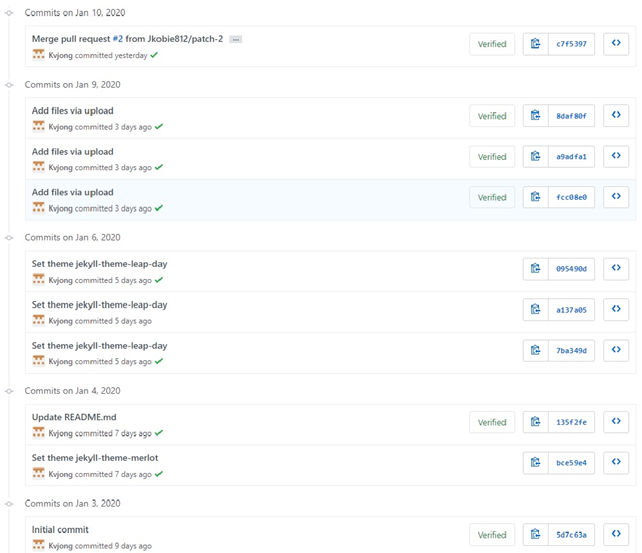 Commits on Jan 10, 2020
Merge pull request #2 from Jkobie812/patch-2 ...
Kvjong committed yesterday
Verified
c7f5397
Commits on Jan 9, 2020
Add files via upload
Kvjong committed 3 days ago
Verified
8daf80f
Add files via upload
Kvjong committed 3 days ago
Verified
a9adfa1
Add files via upload
Kvjong committed 3 days ago
Verified
fcc08e0
Commits on Jan 6, 2020
Set theme jekyll-theme-leap-day
Kvjong committed 5 days ago
095490d
Set theme jekyll-theme-leap-day
Kvjong committed 5 days ago
a137a05
Set theme jekyll-theme-leap-day
Kvjong committed 5 days ago
7ba349d
Commits on Jan 4, 2020
Update README.md
Kvjong committed 7 days ago
Verified
135f2fe
Set theme jekyll-theme-merlot
Kvjong committed 7 days ago
bce59e4
Commits on Jan 3, 2020
Initial commit
Kvjong committed 9 days ago
Verified
5d7c63a